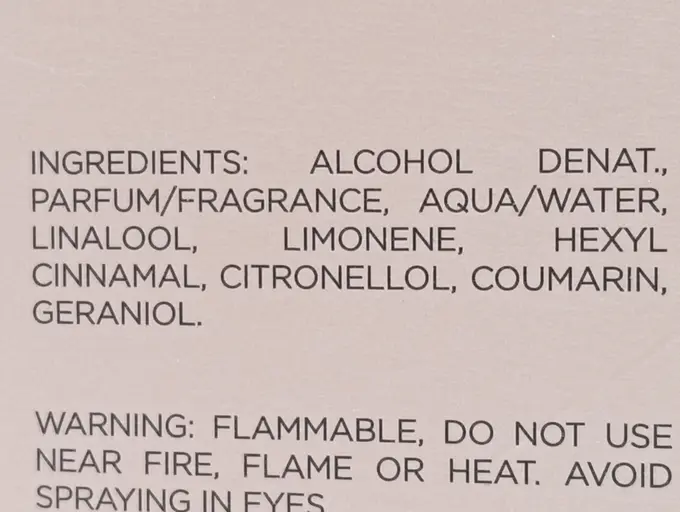 INGREDIENTS: ALCOHOL DENAT.,
PARFUM/FRAGRANCE, AQUA/WATER,
LINALOOL, LIMONENE, HEXYL
CINNAMAL, CITRONELLOL, COUMARIN,
GERANIOL.
WARNING: FLAMMABLE, DO NOT USE
NEAR FIRE, FLAME OR HEAT. AVOID
SPRAYING IN EYES